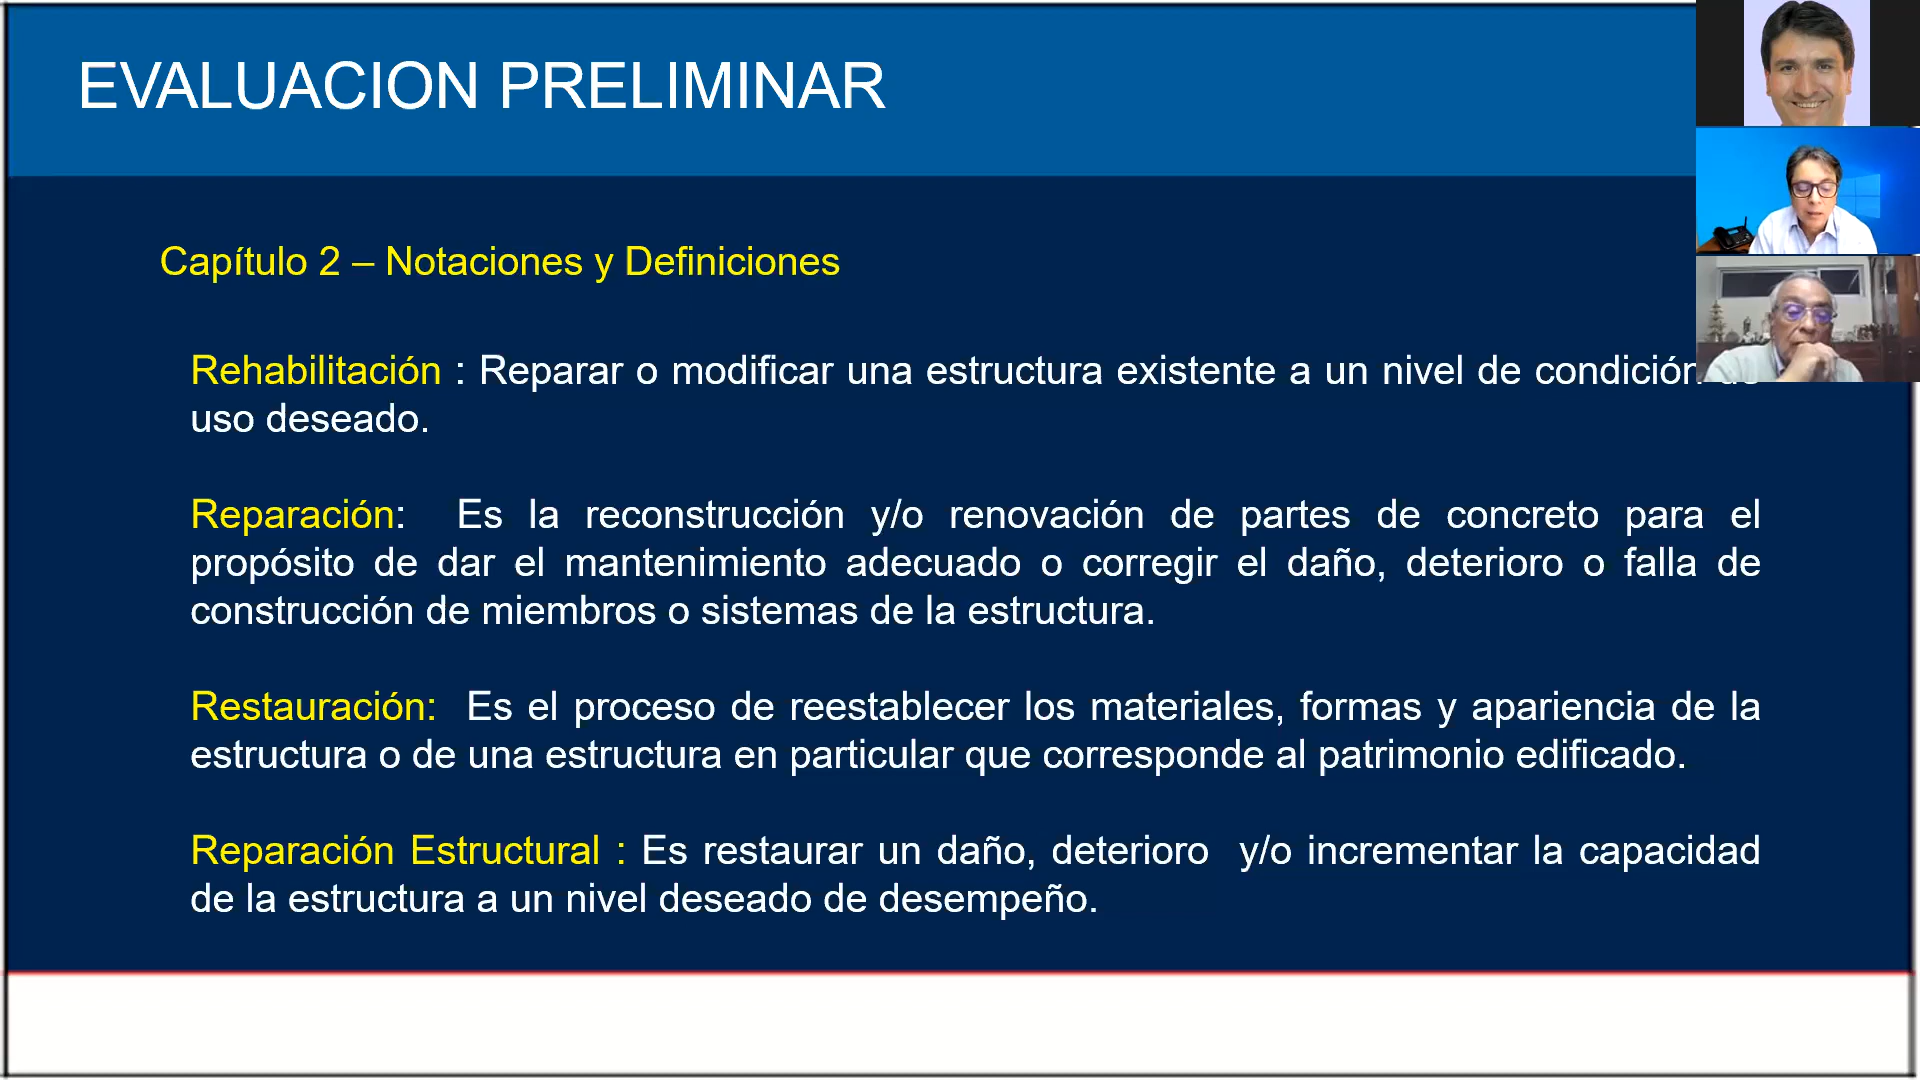 EVALUACION PRELIMINAR
Capítulo 2 – Notaciones y Definiciones
Rehabilitación : Reparar o modificar una estructura existente a un nivel de condición
uso deseado.
Reparación: Es la reconstrucción y/o renovación de partes de concreto para el
propósito de dar el mantenimiento adecuado o corregir el daño, deterioro o falla de
construcción de miembros o sistemas de la estructura.
Restauración: Es el proceso de reestablecer los materiales, formas y apariencia de la
estructura o de una estructura en particular que corresponde al patrimonio edificado.
Reparación Estructural : Es restaurar un daño, deterioro y/o incrementar la capacidad
de la estructura a un nivel deseado de desempeño.